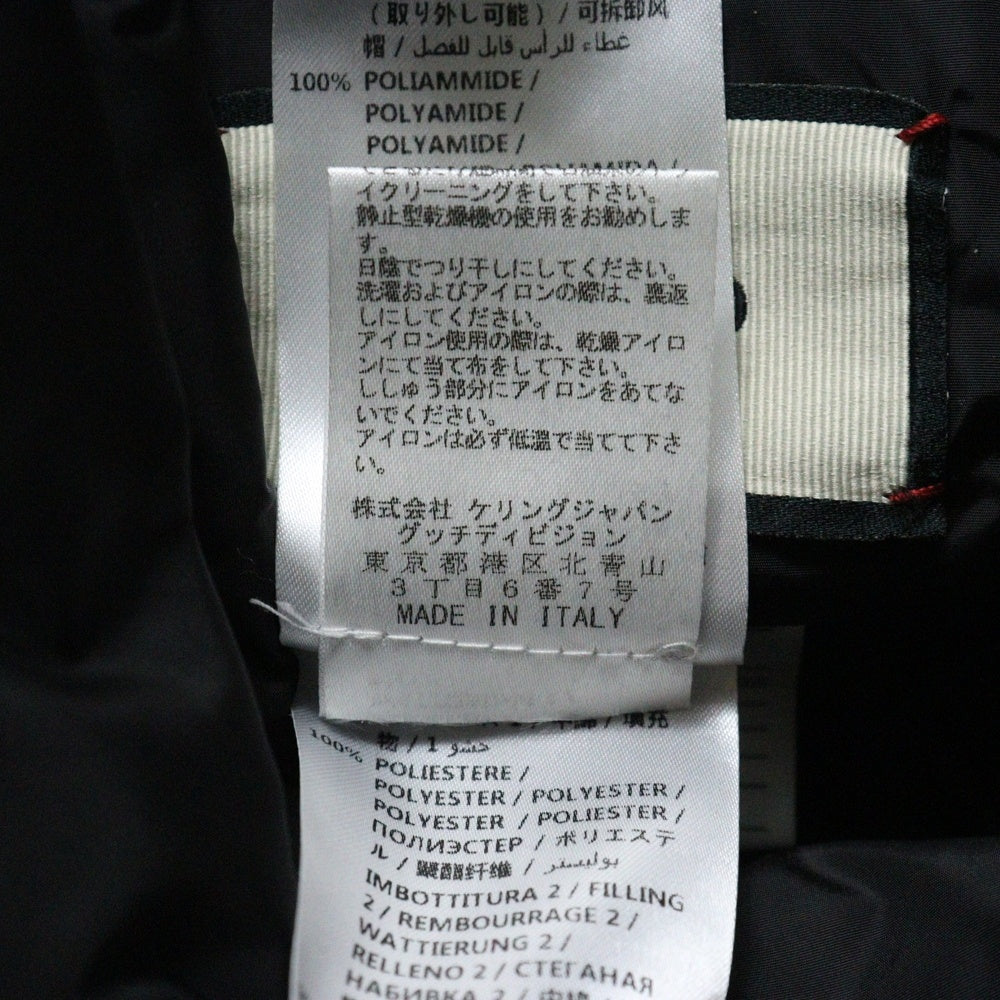 (取り外し可能) / 可拆卸风
帽 / غطاء للرأس قابل للفصل
100% POLIAMMIDE /
POLYAMIDE /
POLYAMIDE /
イクリーニングをして下さい。
静止型乾燥機の使用をお勧めしま
す。
日陰でつり干しにしてください。
洗濯およびアイロンの際は、裏返
しにしてください。
アイロン使用の際は、乾燥アイロ
ンにて当て布をして下さい。
ししゅう部分にアイロンをあてな
いでください。
アイロンは必ず低温で当てて下さ
い。
株式会社 ケリングジャパン
グッチディビジョン
東京都港区北青山
3丁目6番7号
MADE IN ITALY
填充
物 / حشو 1
100% POLIESTERE /
POLYESTER / POLYESTER /
POLYESTER / POLIESTER /
ПОЛИЭСТЕР / ポリエステ
ル / 聚酯纤维 / بوليستر
IMBOTTITURA 2 / FILLING
2 / REMBOURRAGE 2 /
WATTIERUNG 2 /
RELLENO 2 / СТЕГАНАЯ
НАБИВКА 2 /